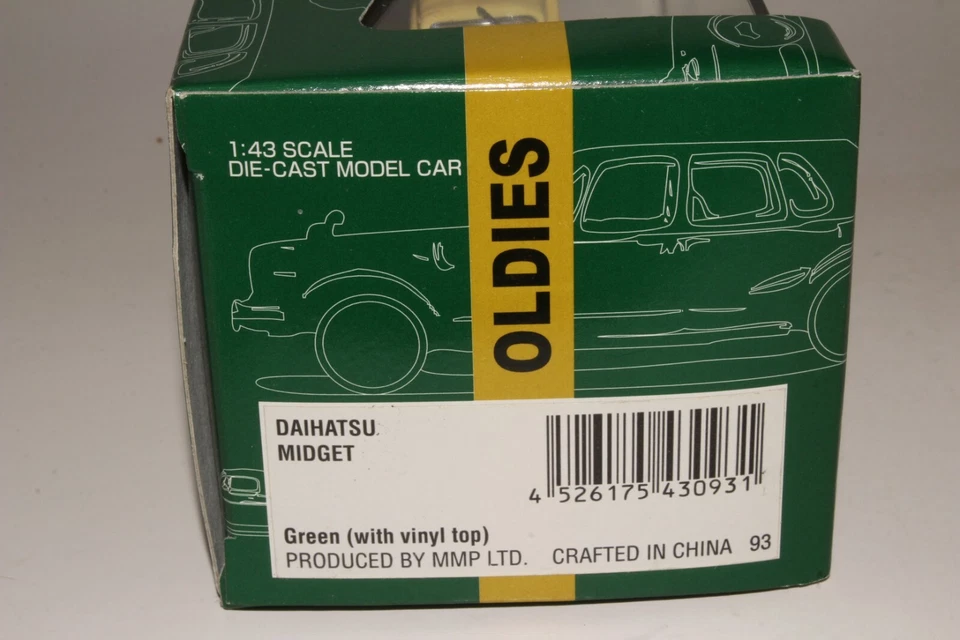 1:43 SCALE
DIE-CAST MODEL CAR
OLDIES
DAIHATSU
MIDGET
4 526175 430931
Green (with vinyl top)
PRODUCED BY MMP LTD. CRAFTED IN CHINA 93